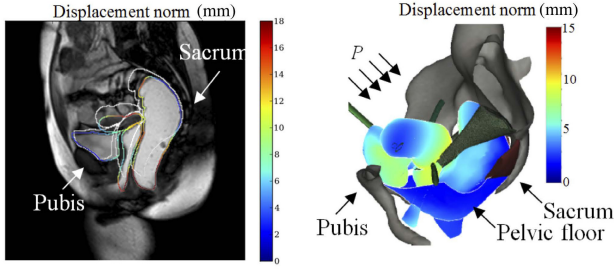 Displacement norm (mm)
Sacrum
Pubis
18
16
14
12
10
8
6
4
2
0
Displacement norm (mm)
P
15
10
5
0
Pubis
Sacrum
Pelvic floor